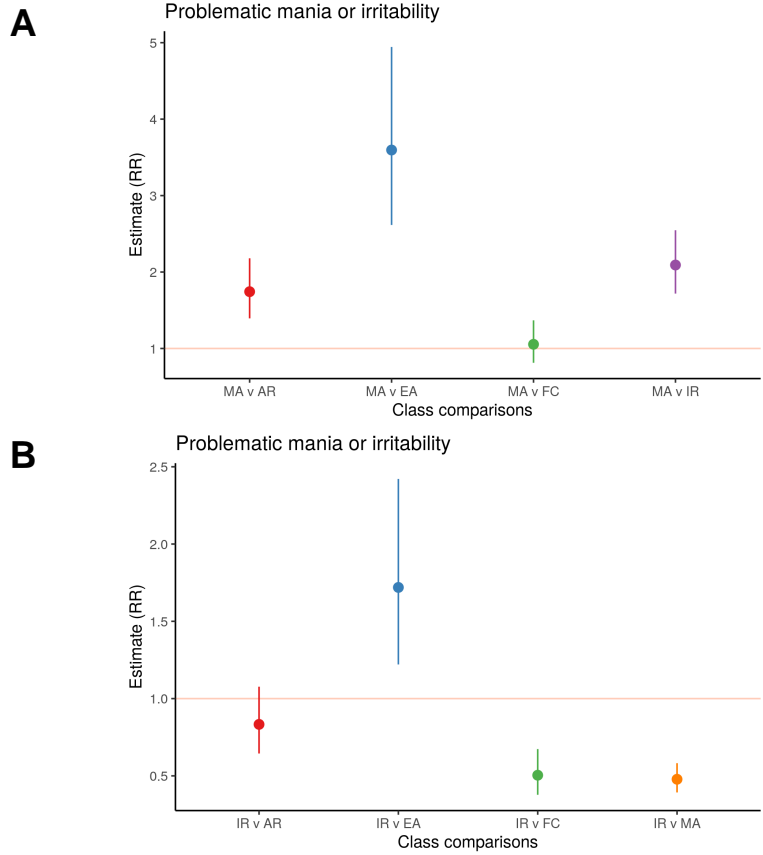 A
Problematic mania or irritability
Estimate (RR)
5
4
3
2
1
MA v AR MA v EA MA v FC MA v IR
Class comparisons
B
Problematic mania or irritability
Estimate (RR)
2.5
2.0
1.5
1.0
0.5
IR v AR IR v EA IR v FC IR v MA
Class comparisons